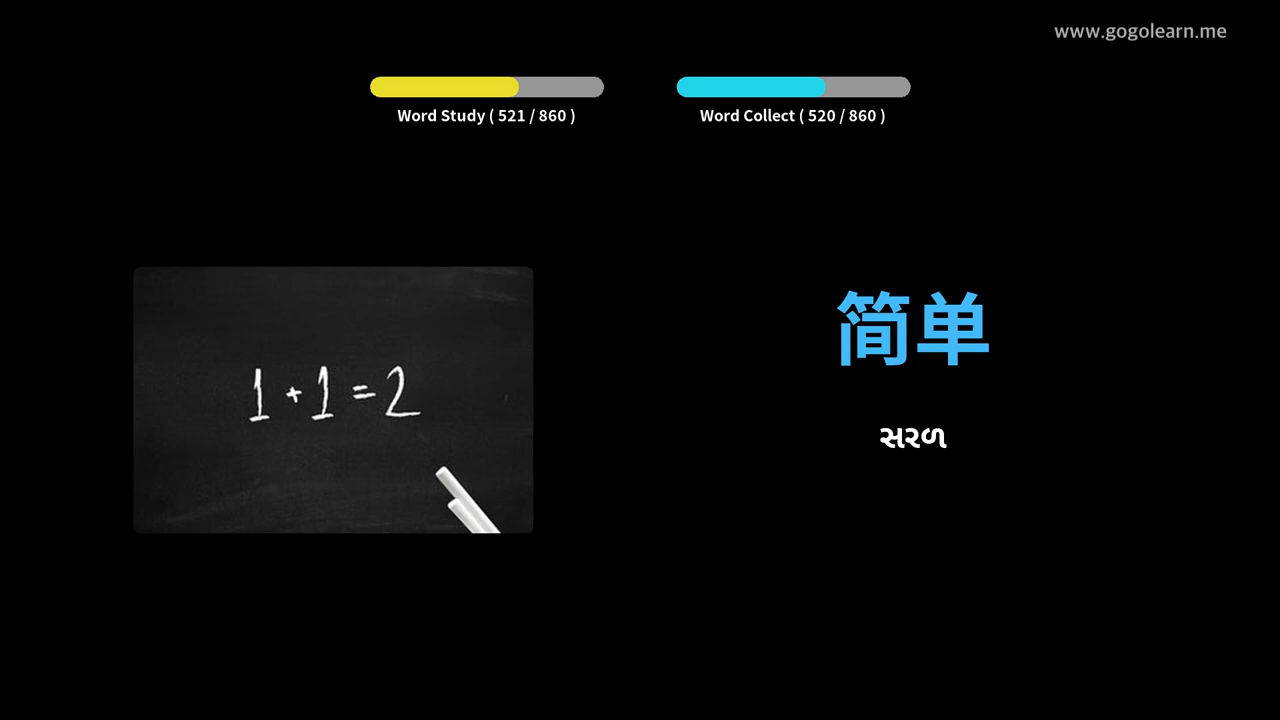 www.gogolearn.me
Word Study ( 521 / 860 )
Word Collect ( 520 / 860 )
1 + 1 = 2
简单
સરળ